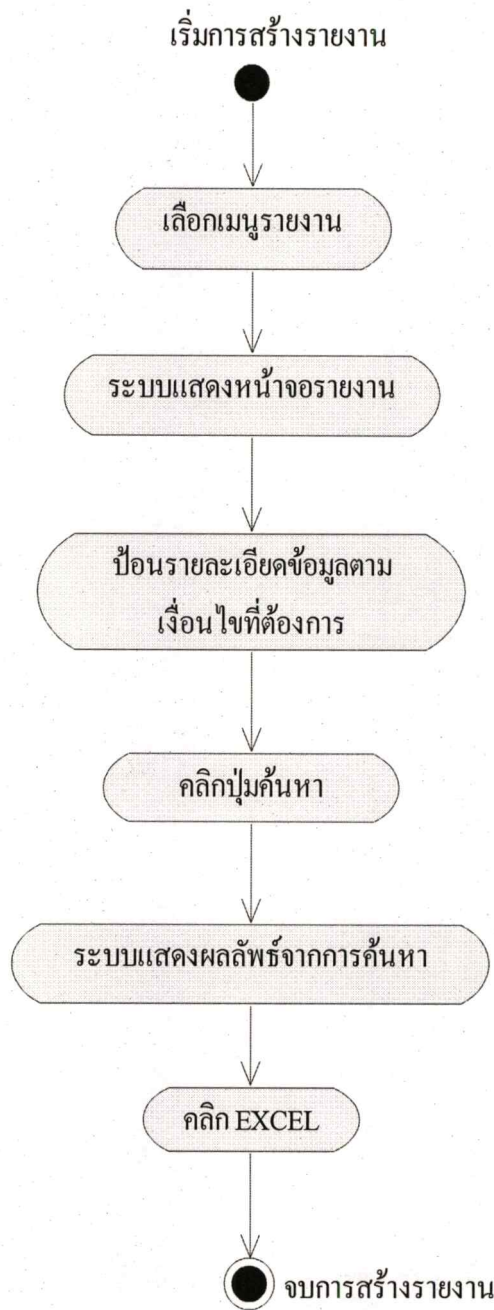 เริ่มการสร้างรายงาน
เลือกเมนูรายงาน
ระบบแสดงหน้าจอรายงาน
ป้อนรายละเอียดข้อมูลตาม
เงื่อนไขที่ต้องการ
คลิกปุ่มค้นหา
ระบบแสดงผลลัพธ์จากการค้นหา
คลิก EXCEL
จบการสร้างรายงาน